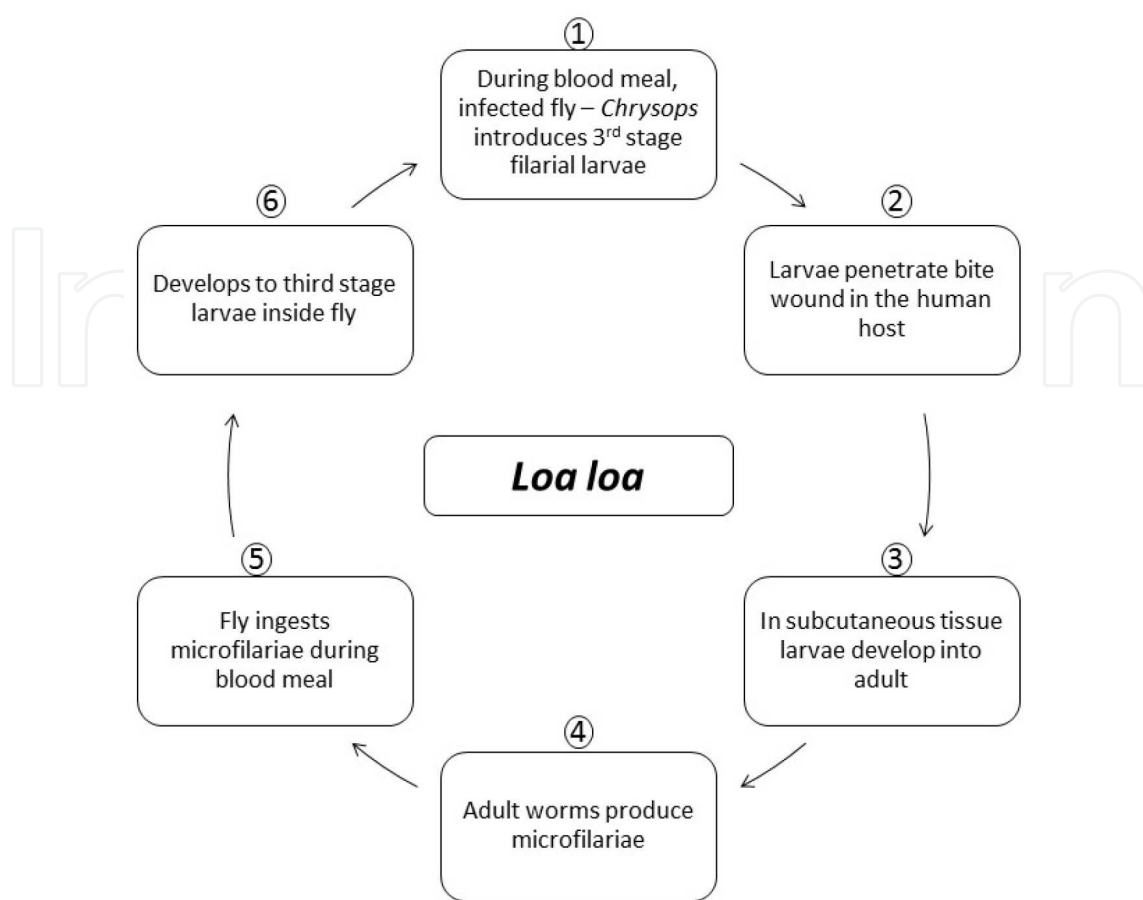 ①
During blood meal,
infected fly – Chrysops
introduces 3rd stage
filarial larvae
②
Larvae penetrate bite
wound in the human
host
③
In subcutaneous tissue
larvae develop into
adult
④
Adult worms produce
microfilariae
⑤
Fly ingests
microfilariae during
blood meal
⑥
Develops to third stage
larvae inside fly
Loa loa